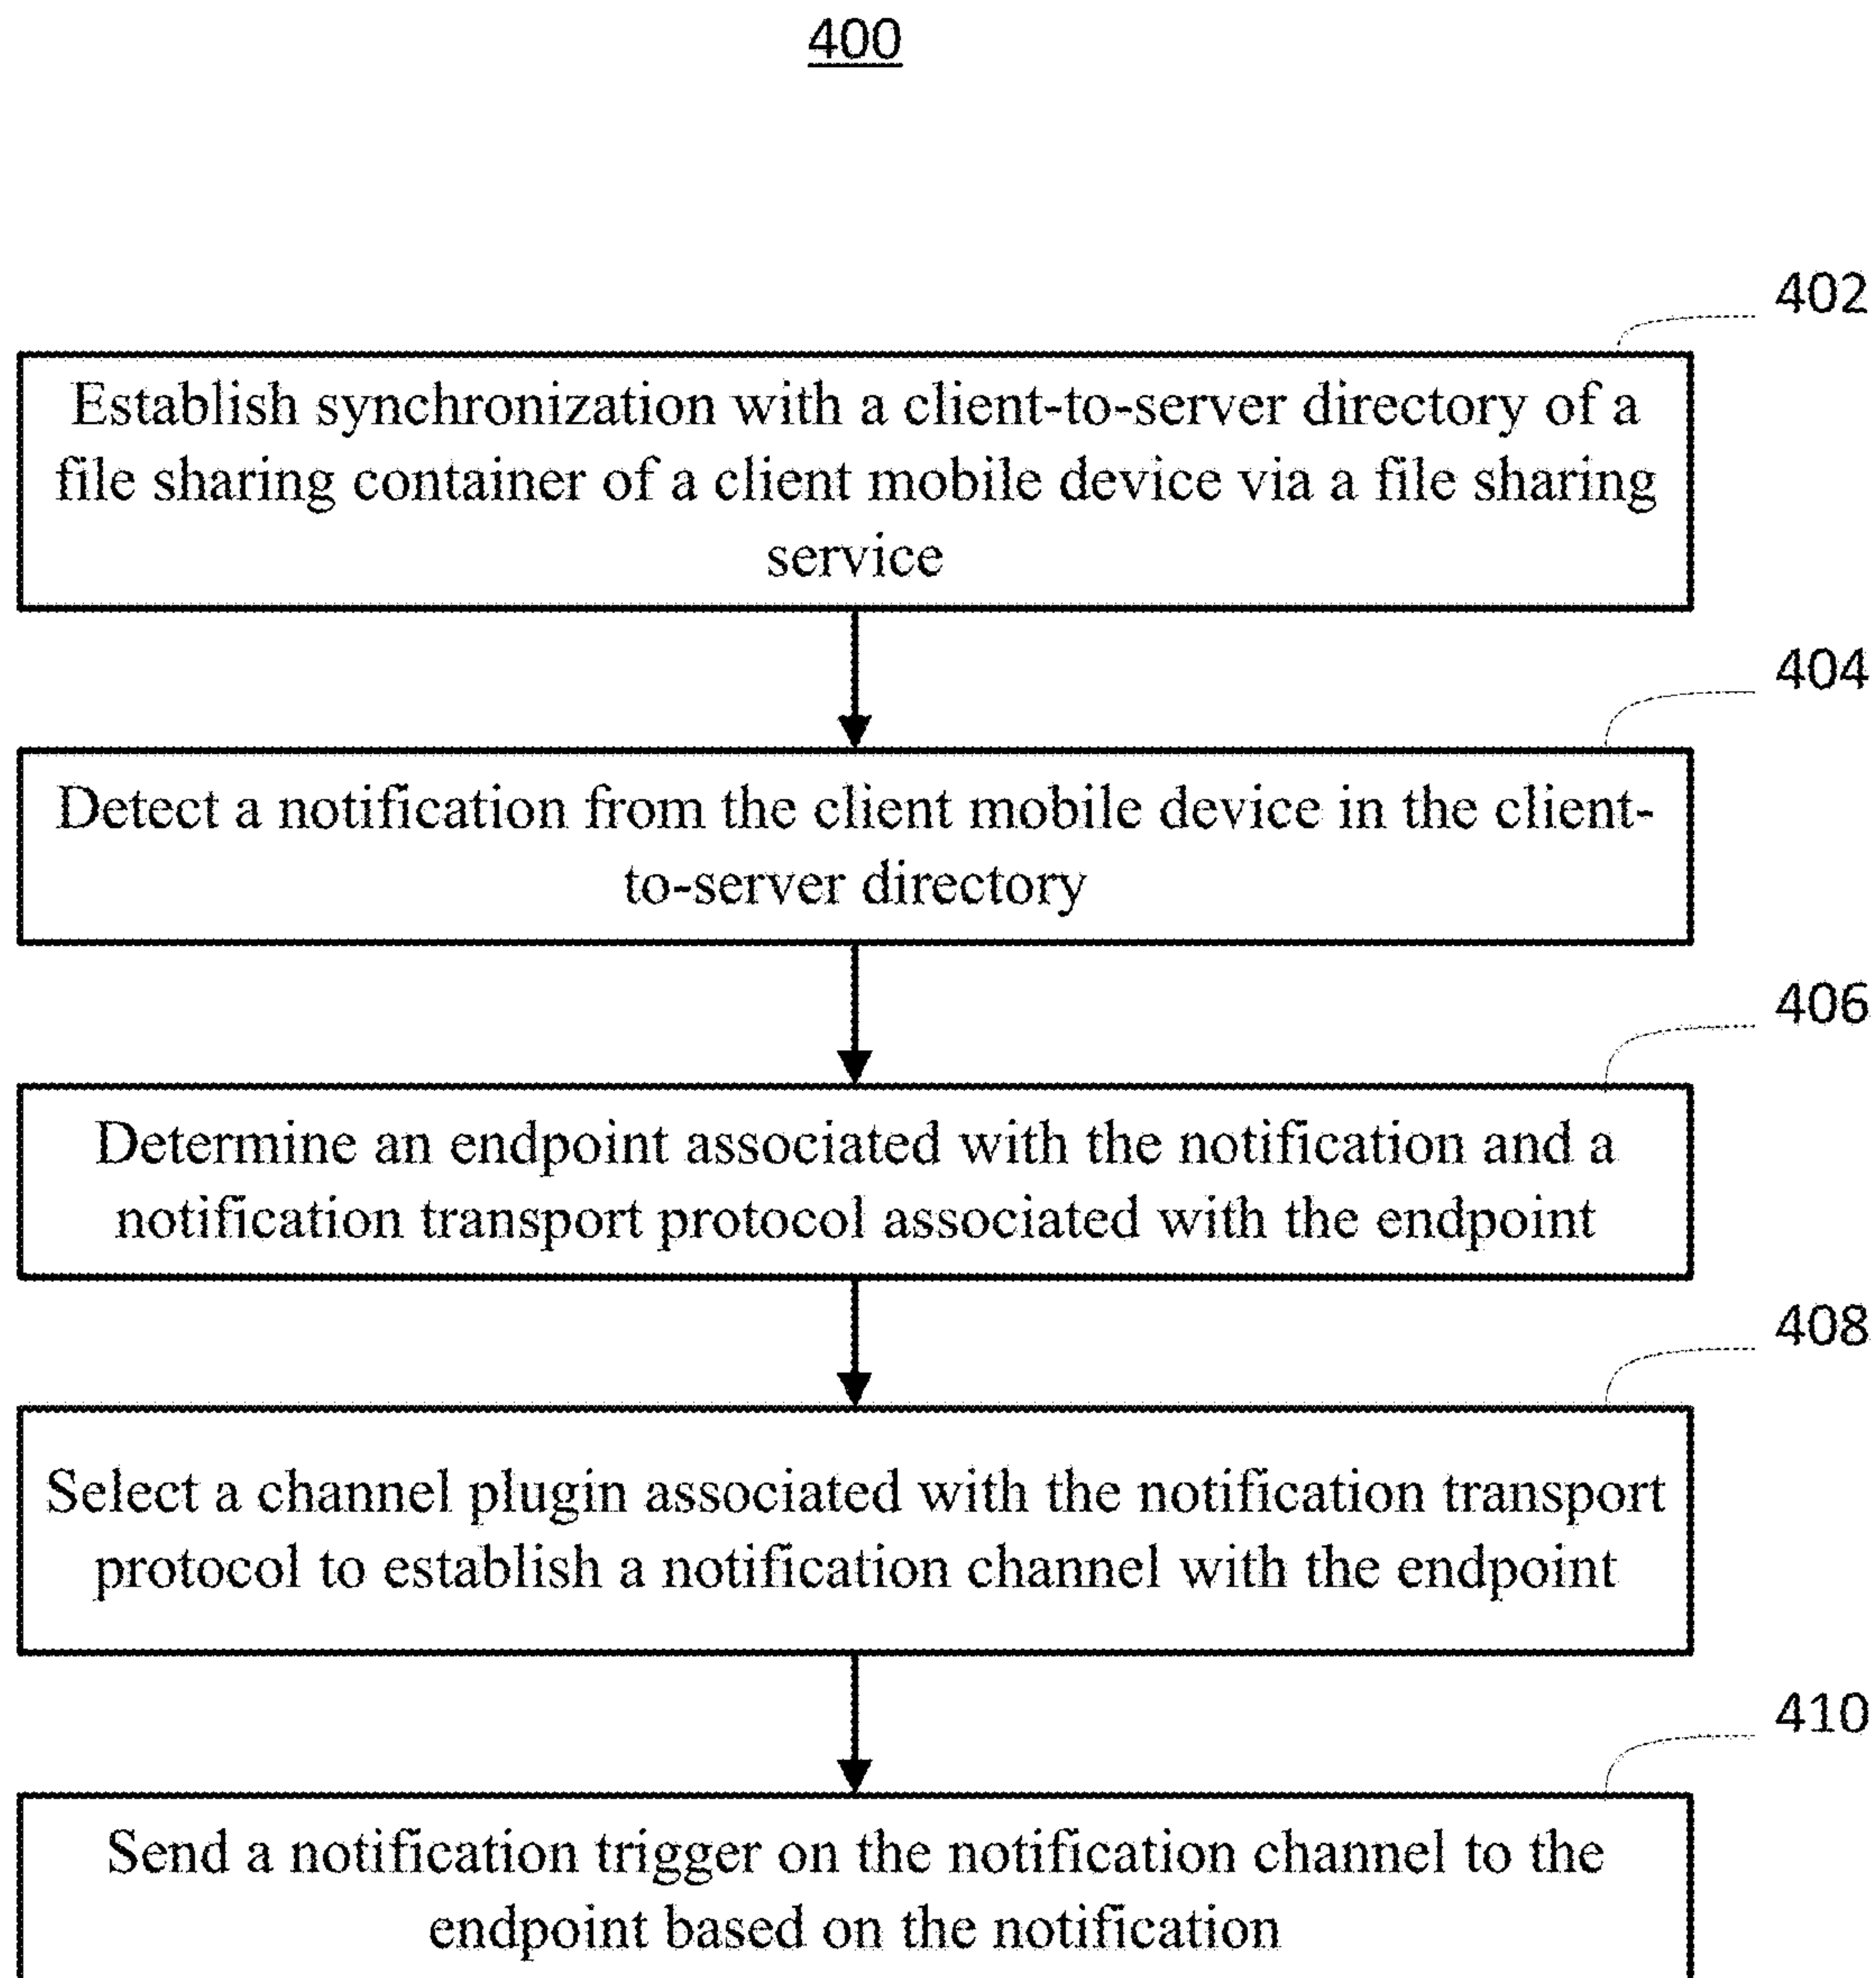 400
402
Establish synchronization with a client-to-server directory of a
file sharing container of a client mobile device via a file sharing
service
404
Detect a notification from the client mobile device in the client-
to-server directory
406
Determine an endpoint associated with the notification and a
notification transport protocol associated with the endpoint
408
Select a channel plugin associated with the notification transport
protocol to establish a notification channel with the endpoint
410
Send a notification trigger on the notification channel to the
endpoint based on the notification